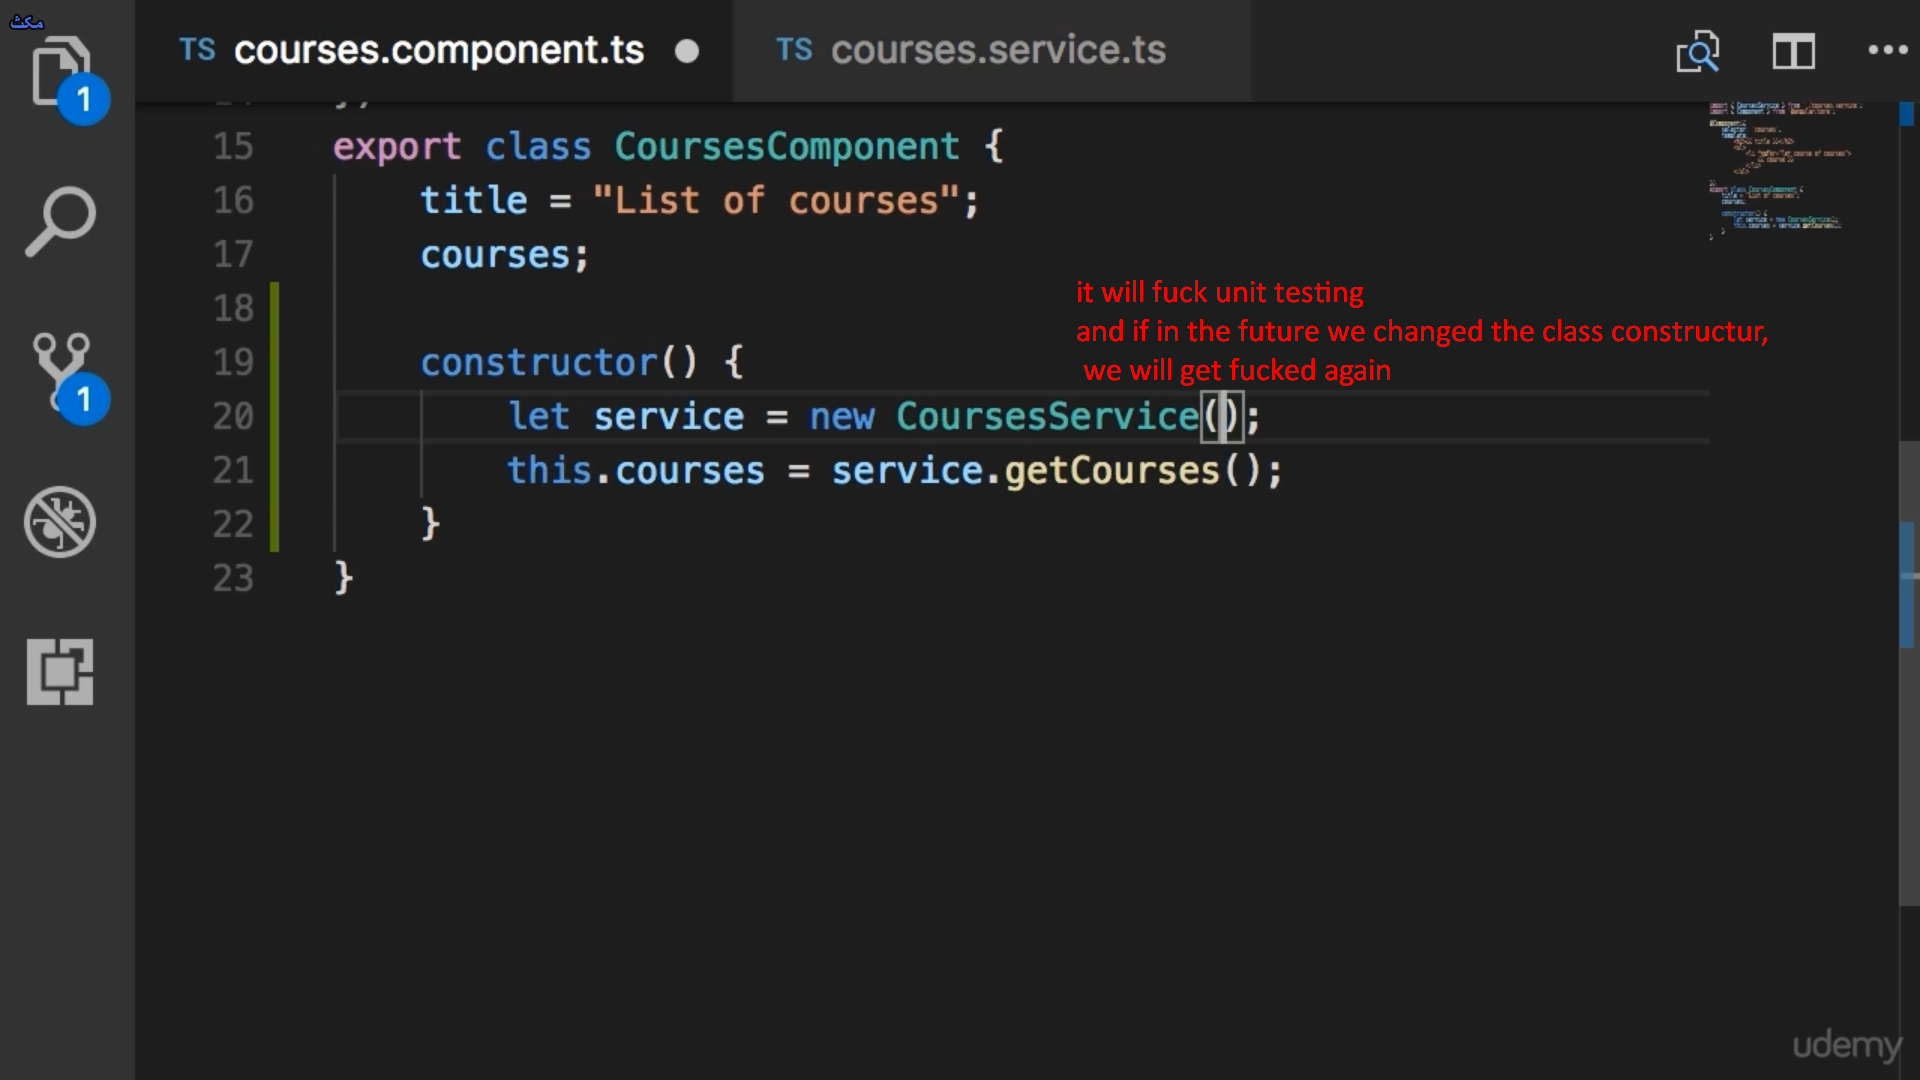 مكث
TS courses.component.ts
TS courses.service.ts
1
1
15 export class CoursesComponent {
16 title = "List of courses";
17 courses;
18
19 constructor() {
20 let service = new CoursesService();
21 this.courses = service.getCourses();
22 }
23 }
it will fuck unit testing
and if in the future we changed the class constructur,
we will get fucked again
udemy